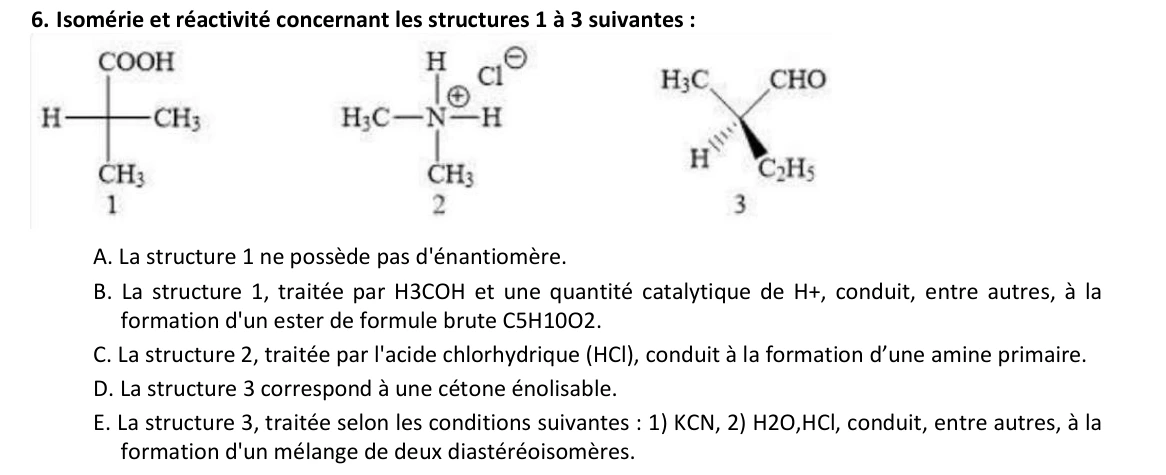 6. Isomérie et réactivité concernant les structures 1 à 3 suivantes :
COOH
H
CH3
CH3
1
H
Cl⊖
⊕
H3C—N—H
CH3
2
H3C
CHO
H
C2H5
3
A. La structure 1 ne possède pas d'énantiomère.
B. La structure 1, traitée par H3COH et une quantité catalytique de H+, conduit, entre autres, à la
formation d'un ester de formule brute C5H10O2.
C. La structure 2, traitée par l'acide chlorhydrique (HCl), conduit à la formation d’une amine primaire.
D. La structure 3 correspond à une cétone énolisable.
E. La structure 3, traitée selon les conditions suivantes : 1) KCN, 2) H2O,HCl, conduit, entre autres, à la
formation d'un mélange de deux diastéréoisomères.